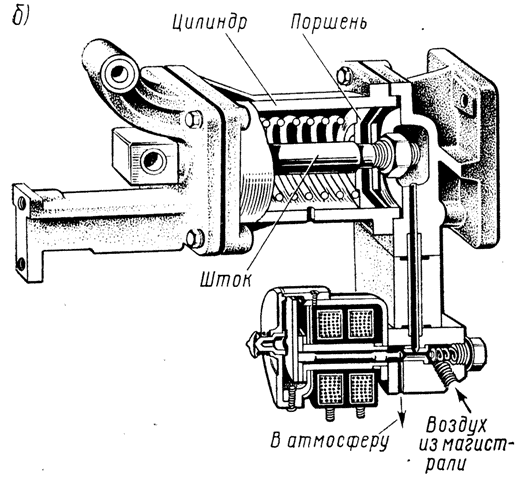 б)
Цилиндр
Поршень
Шток
В атмосферу
Воздух
из магист-
рали